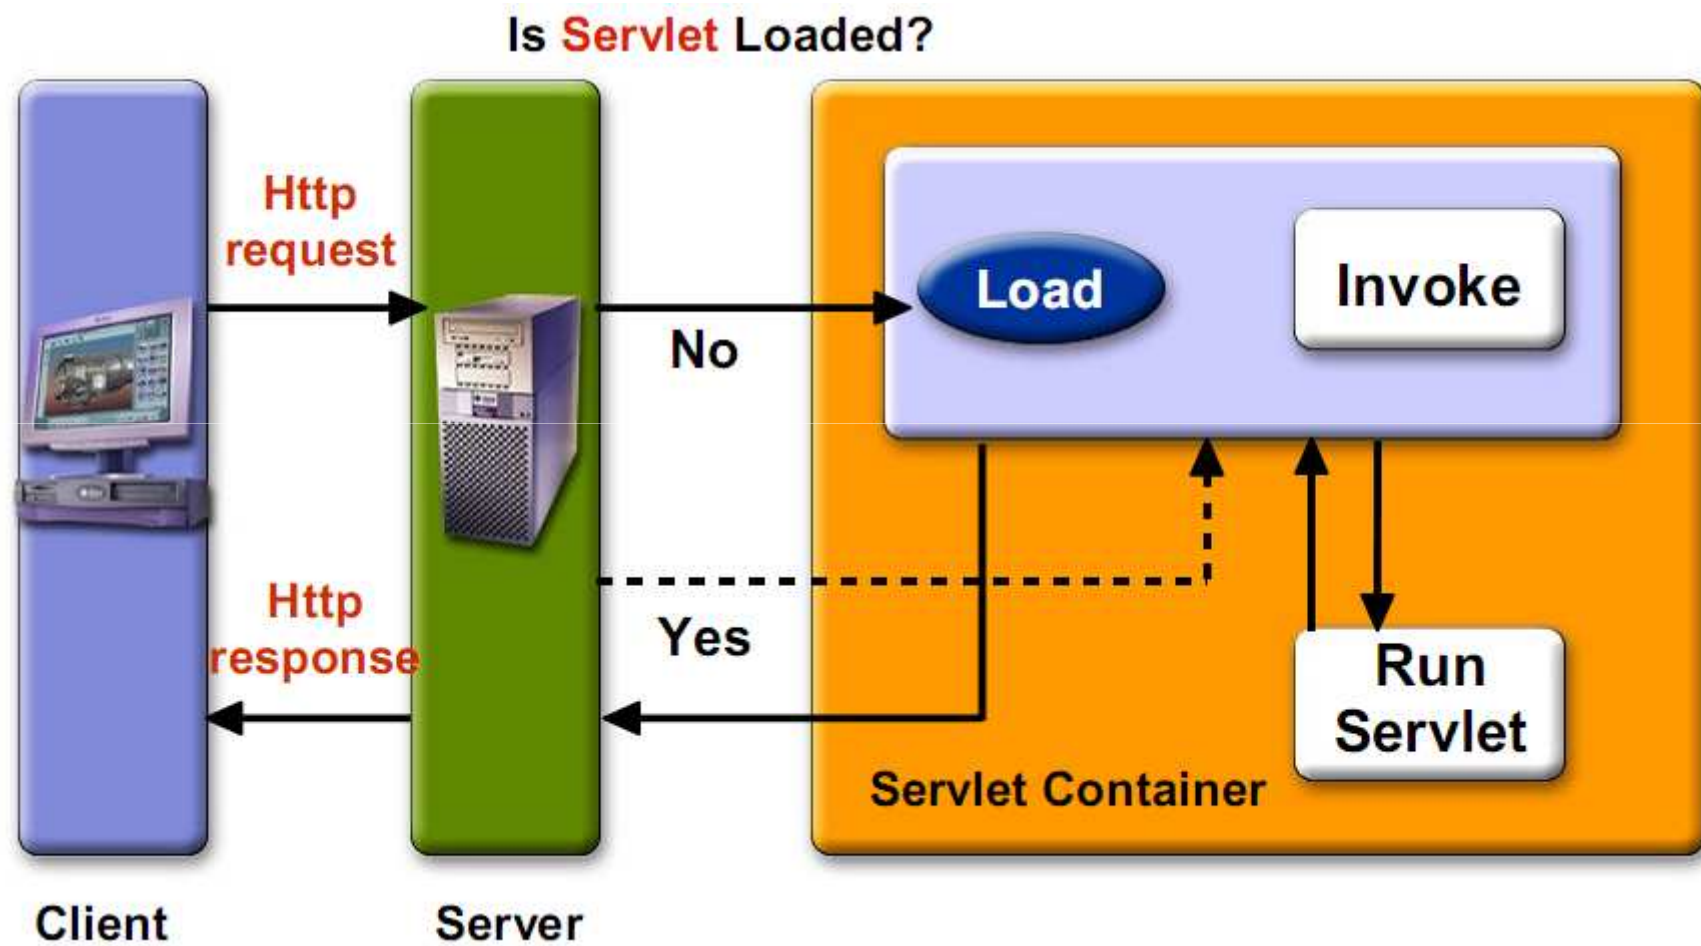 Is Servlet Loaded?
Http
request
Load
Invoke
No
Http
response
Yes
Run
Servlet
Servlet Container
Client
Server